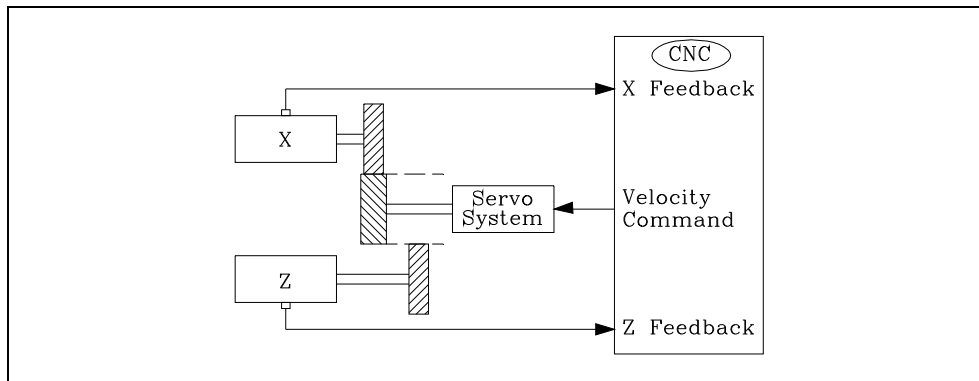 CNC
X Feedback
X
Servo
System
Velocity
Command
Z
Z Feedback